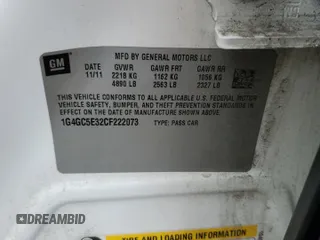 GM
MFD BY GENERAL MOTORS LLC
DATE GVWR GAWR FRT GAWR RR
11/11 2218 KG 1162 KG 1056 KG
4890 LB 2563 LB 2327 LB
THIS VEHICLE CONFORMS TO ALL APPLICABLE U.S. FEDERAL MOTOR VEHICLE
SAFETY, BUMPER, AND THEFT PREVENTION STANDARDS IN
EFFECT ON THE DATE OF MANUFACTURE SHOWN ABOVE.
1G4GC5E32CF222073 TYPE: PASS CAR
TIRE AND LOADING INFORMATION
DREAMBID